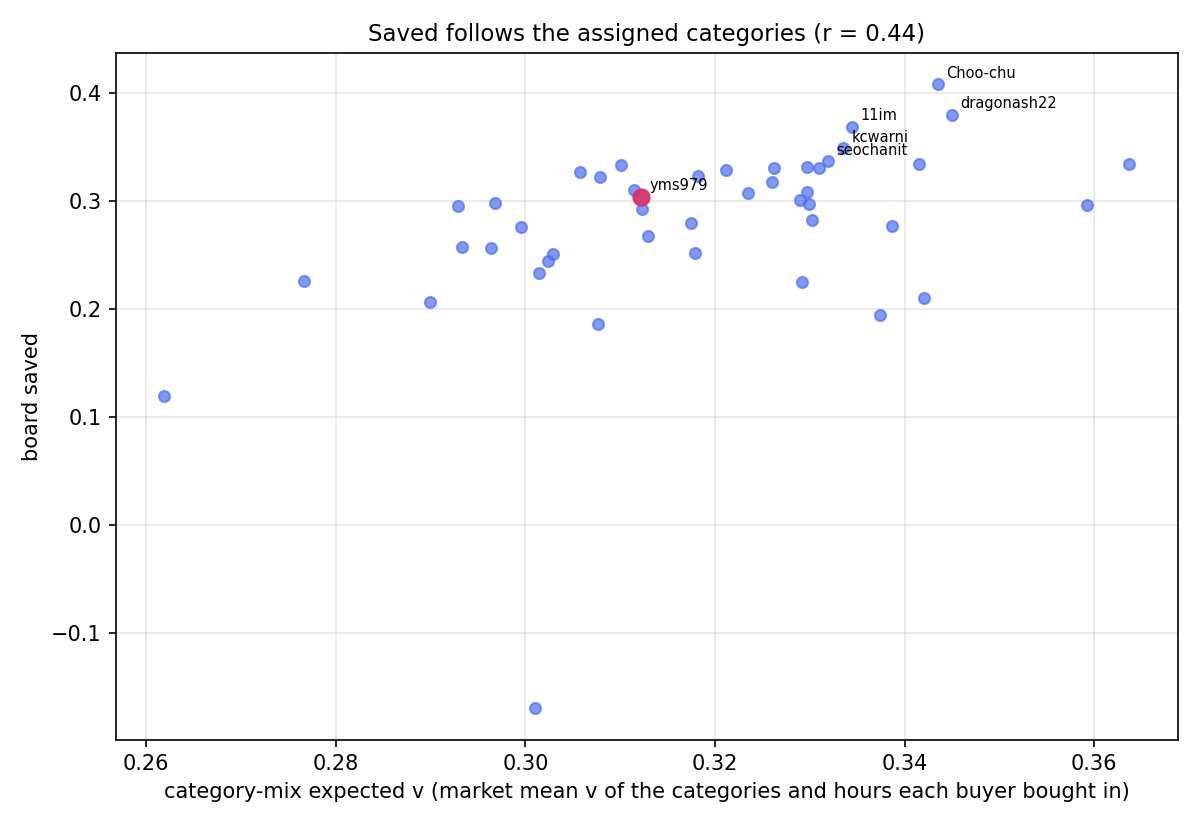 Saved follows the assigned categories (r = 0.44)
Choo-chu
dragonash22
11im
kcwarni
seochanit
yms979
board saved
0.4
0.3
0.2
0.1
0.0
−0.1
0.26 0.28 0.30 0.32 0.34 0.36
category-mix expected v (market mean v of the categories and hours each buyer bought in)